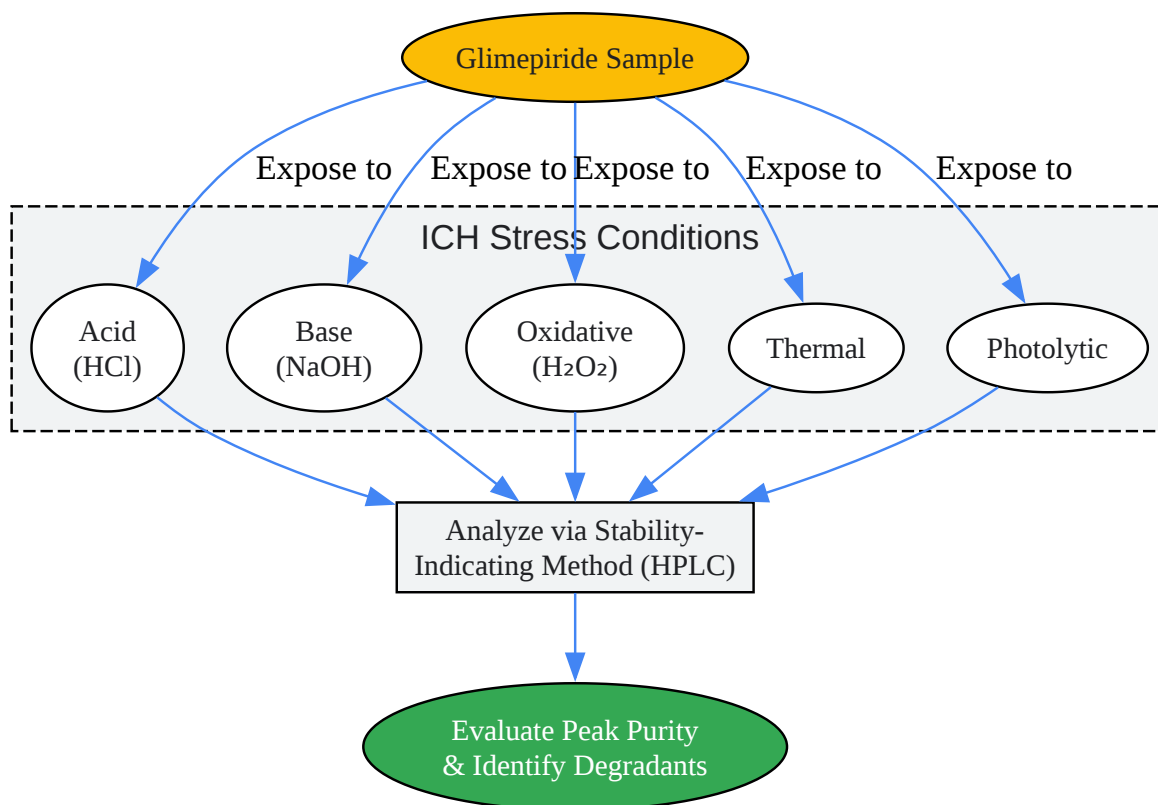 Glimepiride Sample
Expose to
Expose to
Expose to
Expose to
Expose to
ICH Stress Conditions
Acid
(HCl)
Base
(NaOH)
Oxidative
(H₂O₂)
Thermal
Photolytic
Analyze via Stability-
Indicating Method (HPLC)
Evaluate Peak Purity
& Identify Degradants